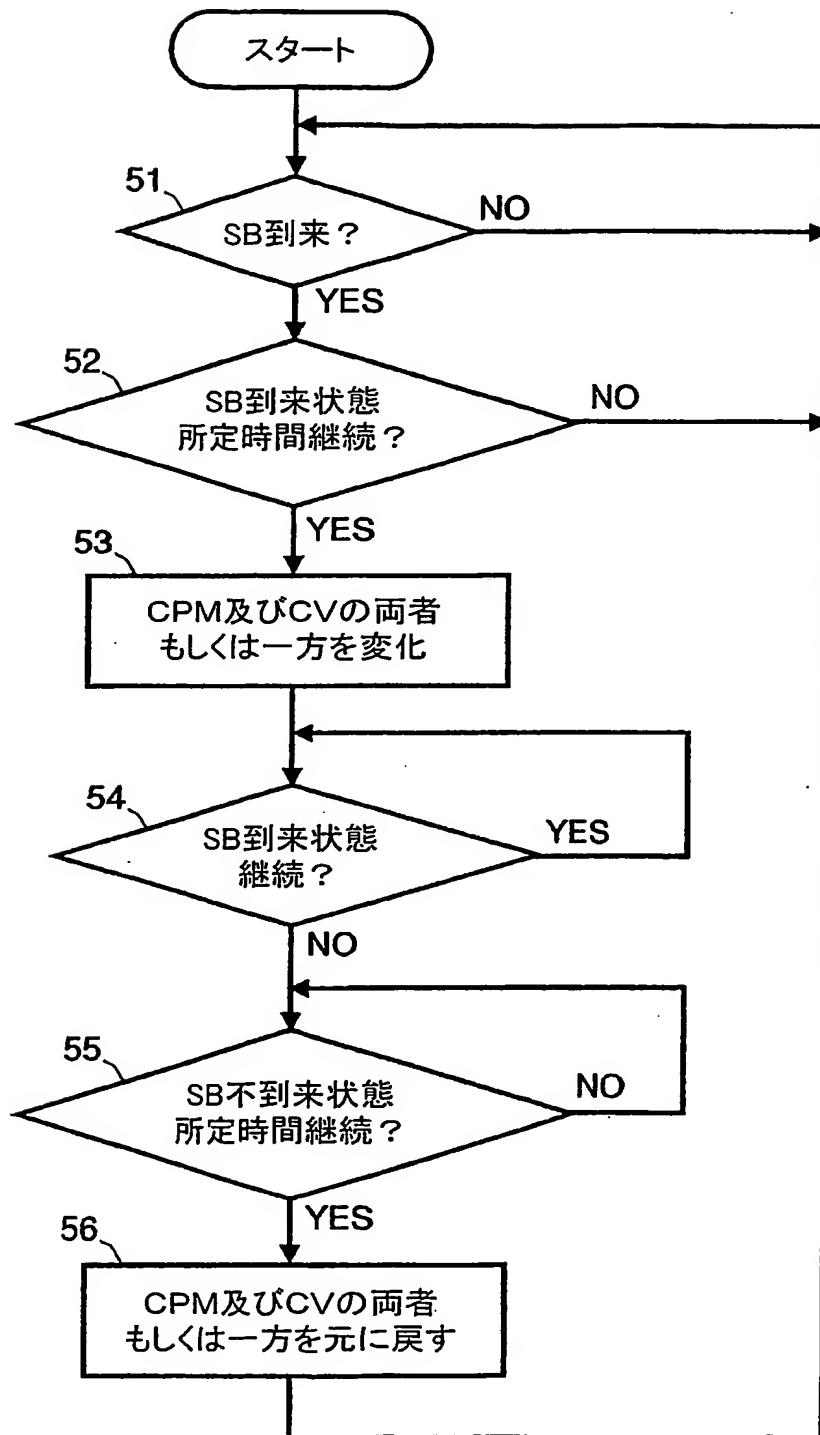 スタート
51
SB到来？
NO
YES
52
SB到来状態
所定時間継続？
NO
YES
53
CPM及びCVの両者
もしくは一方を変化
54
SB到来状態
継続？
YES
NO
55
SB不到来状態
所定時間継続？
NO
YES
56
CPM及びCVの両者
もしくは一方を元に戻す